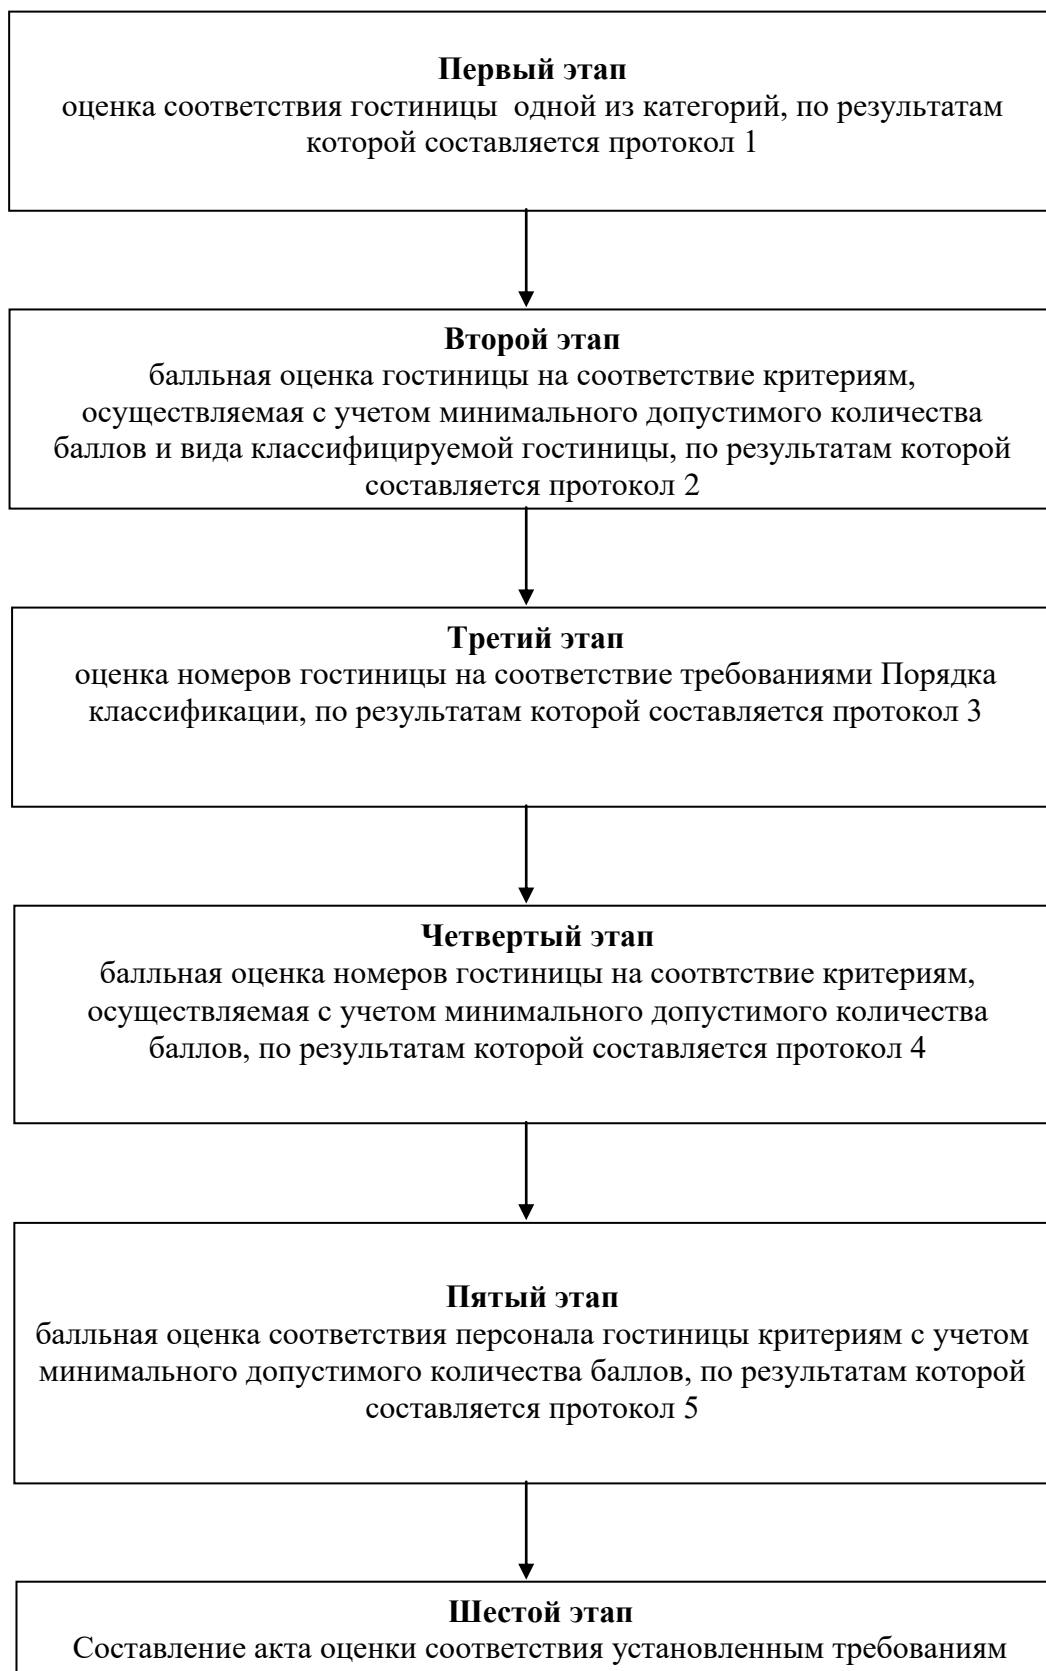 Первый этап
оценка соответствия гостиницы  одной из категорий, по результатам
которой составляется протокол 1
Второй этап
балльная оценка гостиницы на соответствие критериям,
осуществляемая с учетом минимального допустимого количества
баллов и вида классифицируемой гостиницы, по результатам которой
составляется протокол 2
Третий этап
оценка номеров гостиницы на соответствие требованиями Порядка
классификации, по результатам которой составляется протокол 3
Четвертый этап
балльная оценка номеров гостиницы на соотвтствие критериям,
осуществляемая с учетом минимального допустимого количества
баллов, по результатам которой составляется протокол 4
Пятый этап
балльная оценка соответствия персонала гостиницы критериям с учетом
минимального допустимого количества баллов, по результатам которой
составляется протокол 5
Шестой этап
Составление акта оценки соответствия установленным требованиям